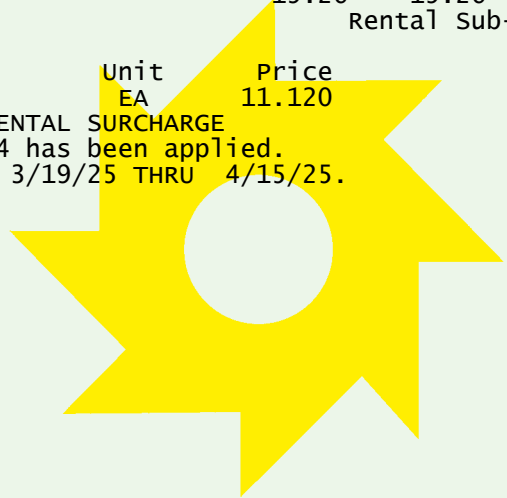 Rental Sub-
Unit Price
EA 11.120
ENTAL SURCHARGE
4 has been applied.
3/19/25 THRU 4/15/25.